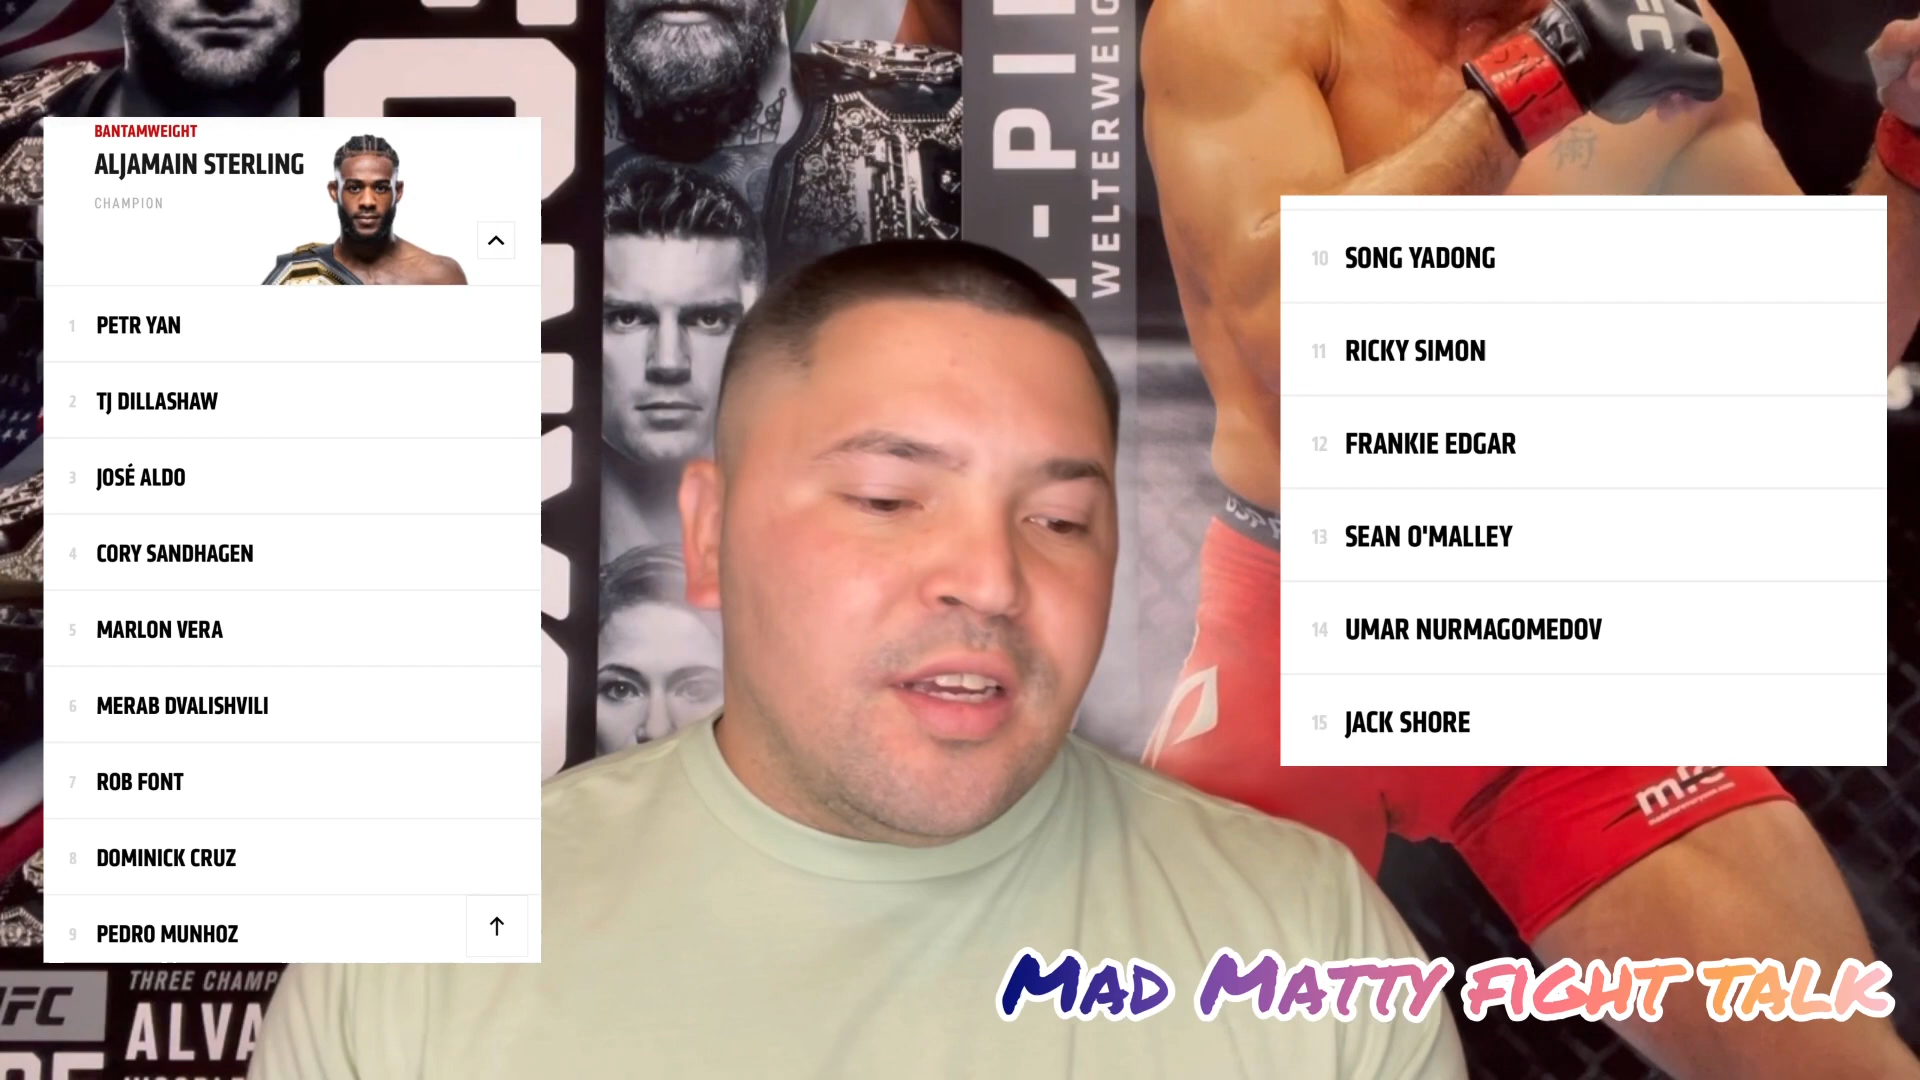 BANTAMWEIGHT
ALJAMAIN STERLING
CHAMPION
1 PETR YAN
2 TJ DILLASHAW
3 JOSÉ ALDO
4 CORY SANDHAGEN
5 MARLON VERA
6 MERAB DVALISHVILI
7 ROB FONT
8 DOMINICK CRUZ
9 PEDRO MUNHOZ
10 SONG YADONG
11 RICKY SIMON
12 FRANKIE EDGAR
13 SEAN O'MALLEY
14 UMAR NURMAGOMEDOV
15 JACK SHORE
WELTERWEIG
UFC
THREE CHAMP
ALVA
MAD MATTY FIGHT TALK